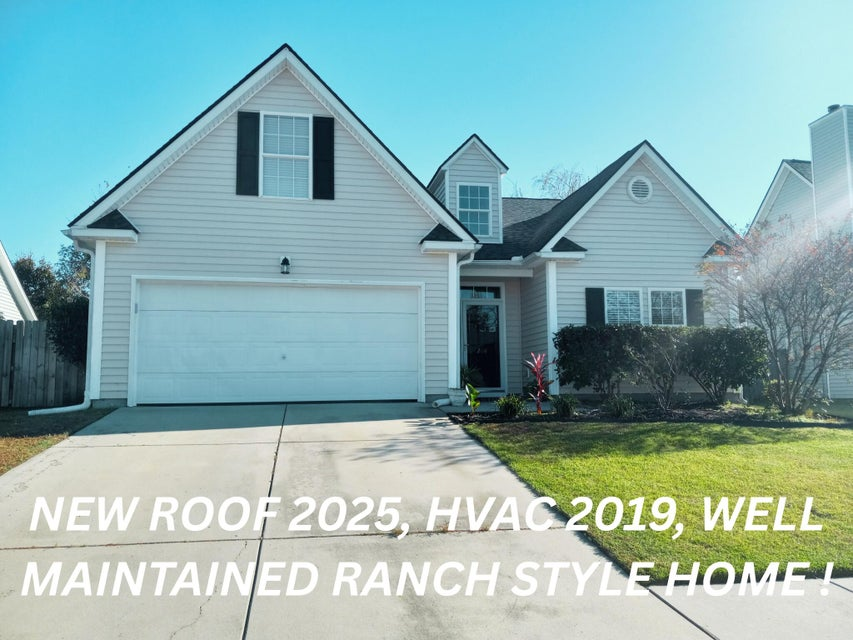 NEW ROOF 2025, HVAC 2019, WELL
MAINTAINED RANCH STYLE HOME !